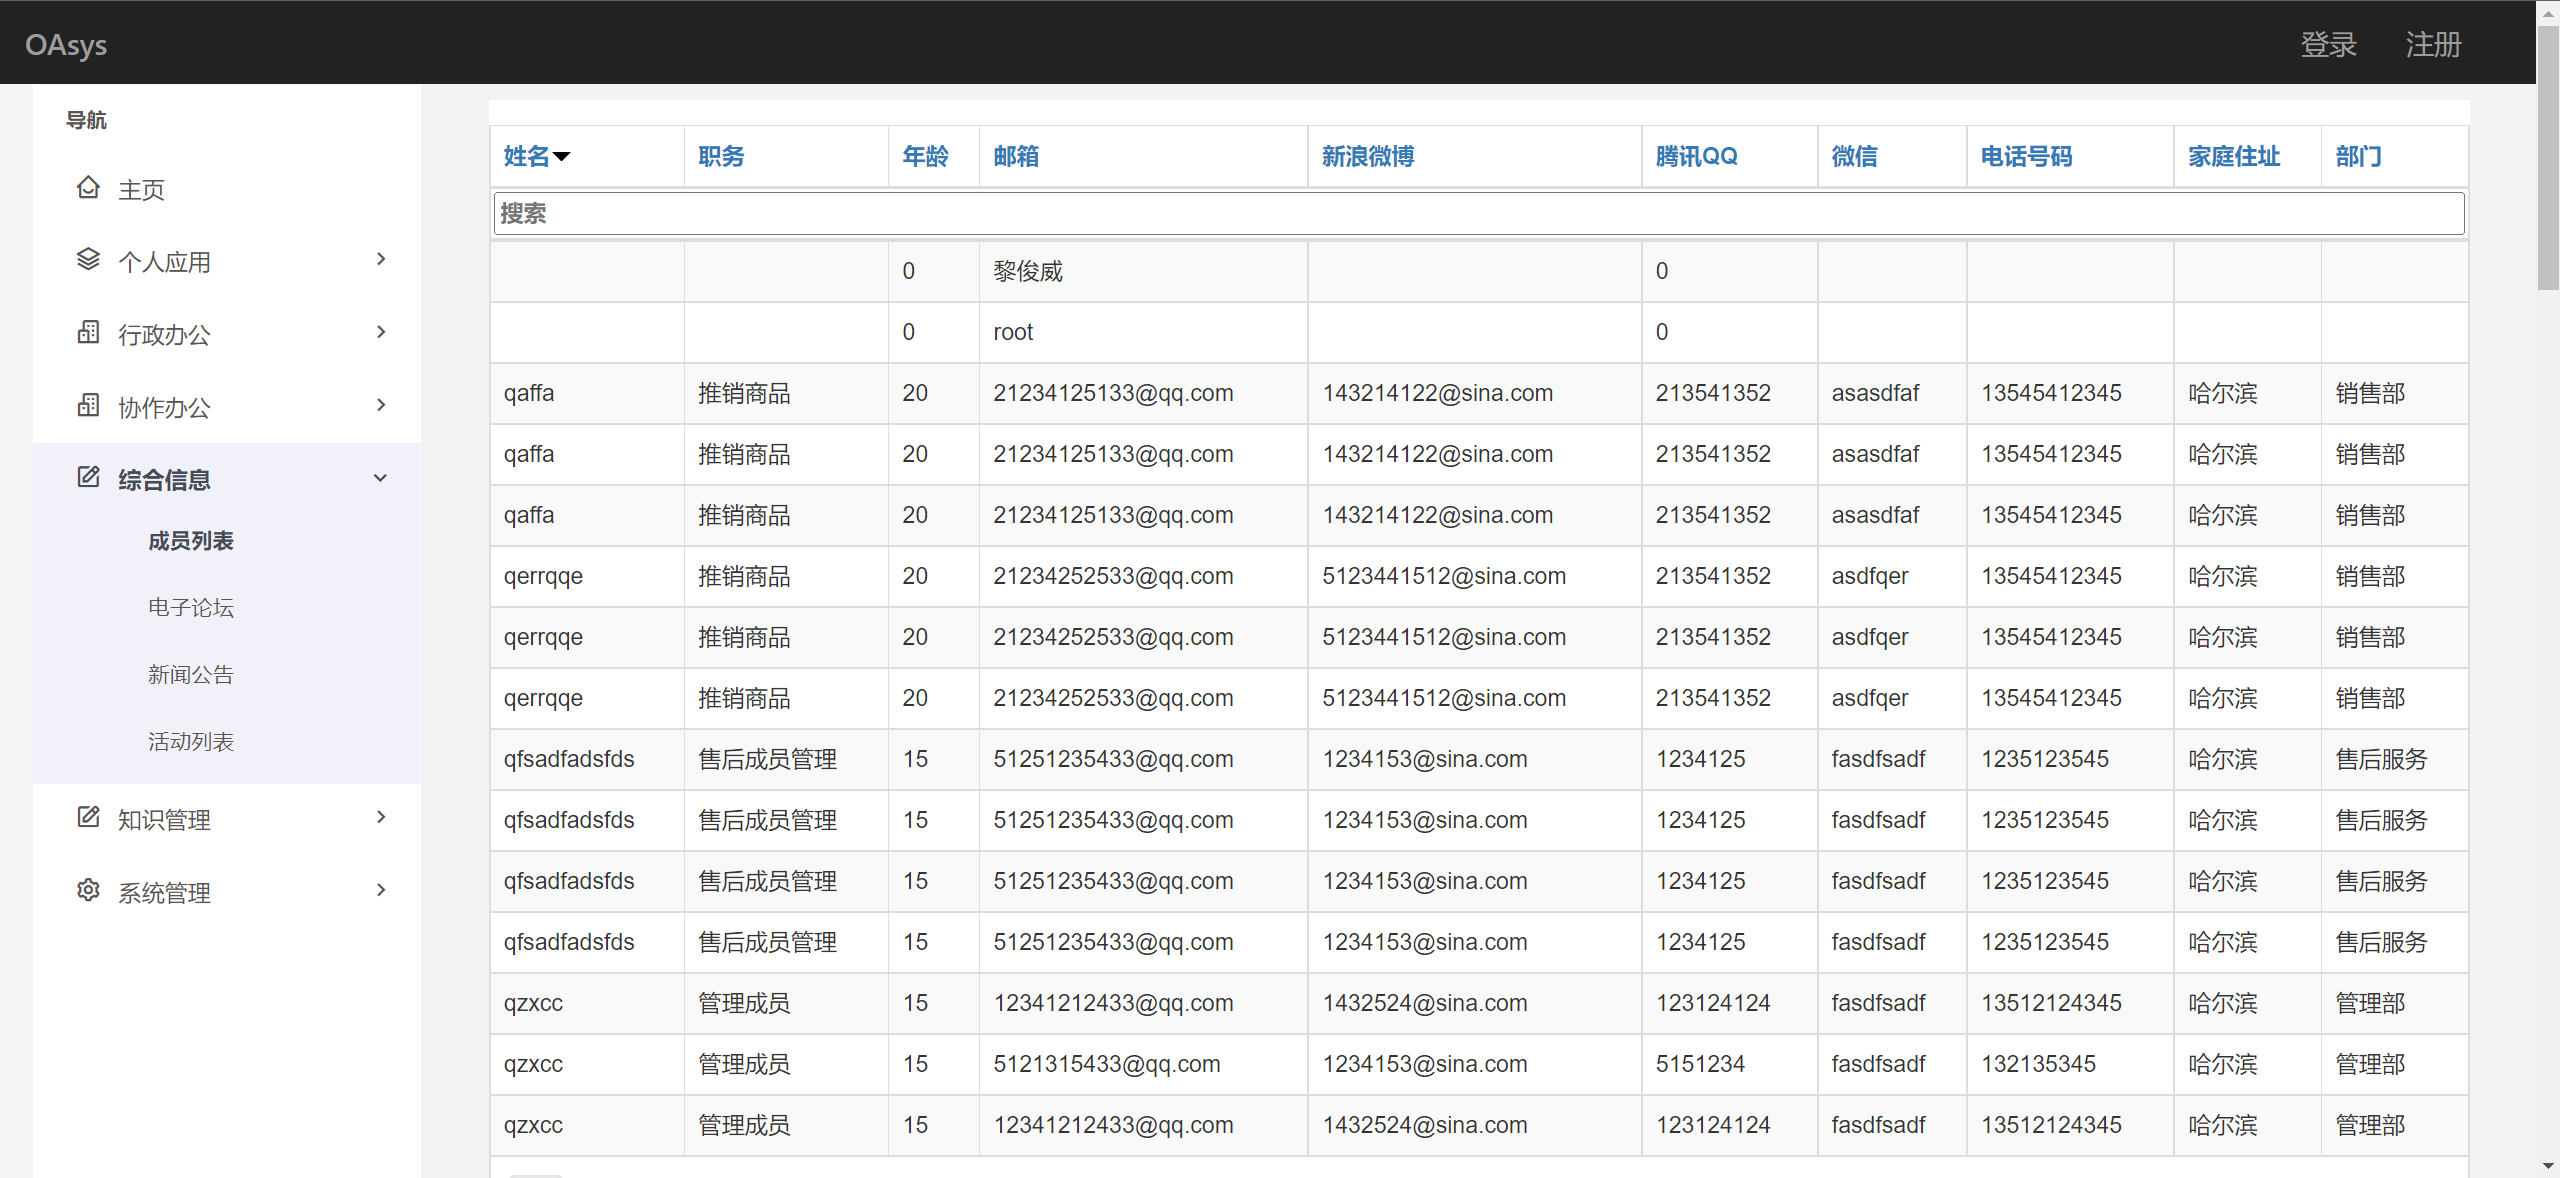 OAsys 登录 注册
导航
主页
个人应用
行政办公
协作办公
综合信息
成员列表
电子论坛
新闻公告
活动列表
知识管理
系统管理
姓名 职务 年龄 邮箱 新浪微博 腾讯QQ 微信 电话号码 家庭住址 部门
搜索
0 黎俊威 0
0 root 0
qaffa 推销商品 20 21234125133@qq.com 143214122@sina.com 213541352 asasdfaf 13545412345 哈尔滨 销售部
qaffa 推销商品 20 21234125133@qq.com 143214122@sina.com 213541352 asasdfaf 13545412345 哈尔滨 销售部
qaffa 推销商品 20 21234125133@qq.com 143214122@sina.com 213541352 asasdfaf 13545412345 哈尔滨 销售部
qerrqqe 推销商品 20 21234252533@qq.com 5123441512@sina.com 213541352 asdfqer 13545412345 哈尔滨 销售部
qerrqqe 推销商品 20 21234252533@qq.com 5123441512@sina.com 213541352 asdfqer 13545412345 哈尔滨 销售部
qerrqqe 推销商品 20 21234252533@qq.com 5123441512@sina.com 213541352 asdfqer 13545412345 哈尔滨 销售部
qfsadfadsfds 售后成员管理 15 51251235433@qq.com 1234153@sina.com 1234125 fasdfsadf 1235123545 哈尔滨 售后服务
qfsadfadsfds 售后成员管理 15 51251235433@qq.com 1234153@sina.com 1234125 fasdfsadf 1235123545 哈尔滨 售后服务
qfsadfadsfds 售后成员管理 15 51251235433@qq.com 1234153@sina.com 1234125 fasdfsadf 1235123545 哈尔滨 售后服务
qfsadfadsfds 售后成员管理 15 51251235433@qq.com 1234153@sina.com 1234125 fasdfsadf 1235123545 哈尔滨 售后服务
qzxcc 管理成员 15 12341212433@qq.com 1432524@sina.com 123124124 fasdfsadf 13512124345 哈尔滨 管理部
qzxcc 管理成员 15 5121315433@qq.com 1234153@sina.com 5151234 fasdfsadf 132135345 哈尔滨 管理部
qzxcc 管理成员 15 12341212433@qq.com 1432524@sina.com 123124124 fasdfsadf 13512124345 哈尔滨 管理部